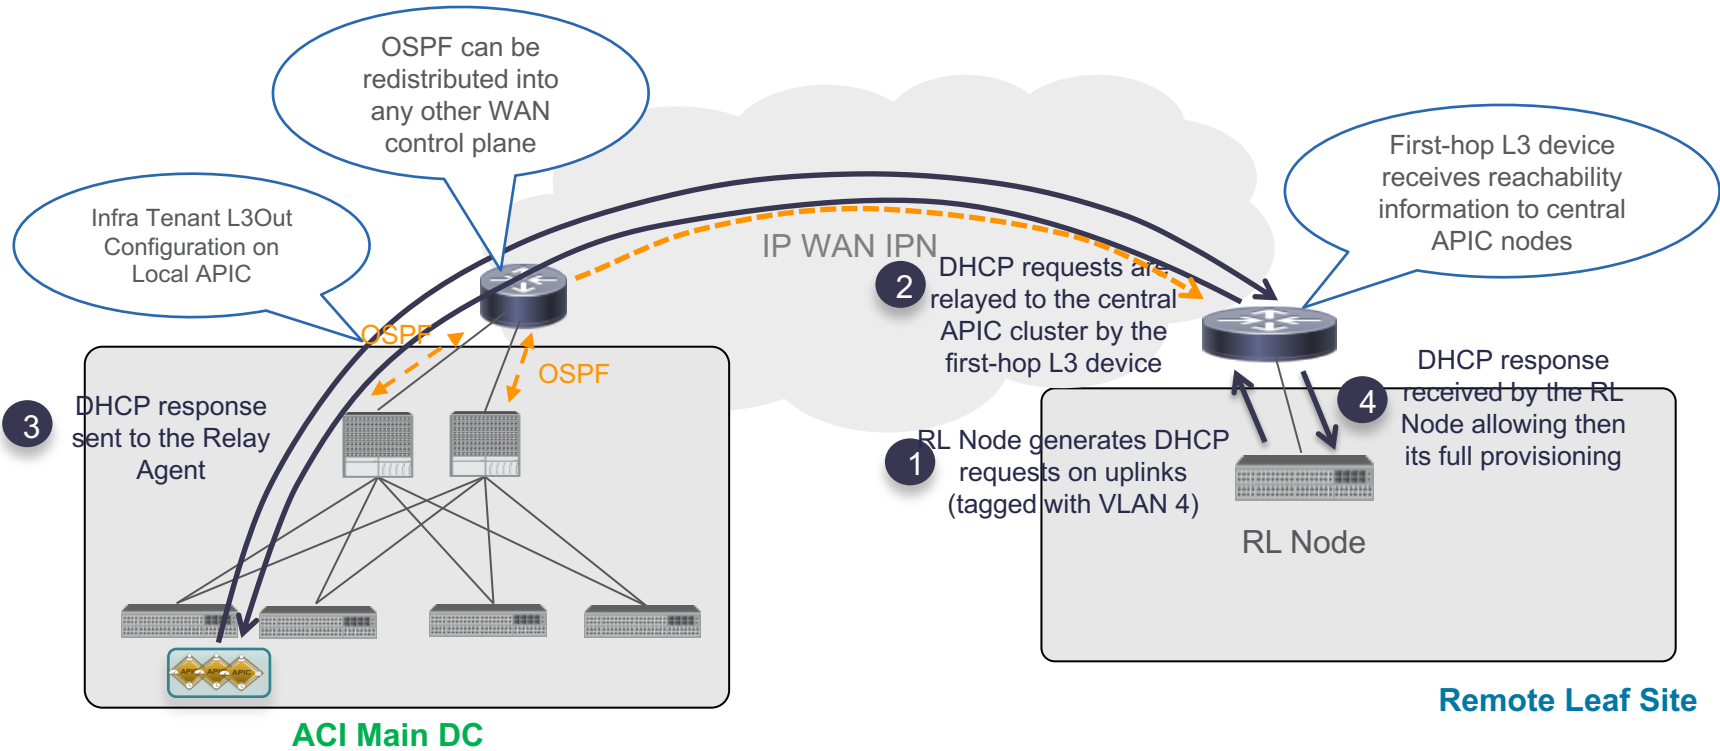 OSPF can be
redistributed into
any other WAN
control plane
First-hop L3 device
receives reachability
information to central
APIC nodes
Infra Tenant L3Out
Configuration on
Local APIC
IP WAN IPN
2
DHCP requests are
relayed to the central
APIC cluster by the
first-hop L3 device
OSPF
OSPF
3
DHCP response
sent to the Relay
Agent
4
DHCP response
received by the RL
Node allowing then
its full provisioning
1
RL Node generates DHCP
requests on uplinks
(tagged with VLAN 4)
RL Node
APIC API APIC
Remote Leaf Site
ACI Main DC